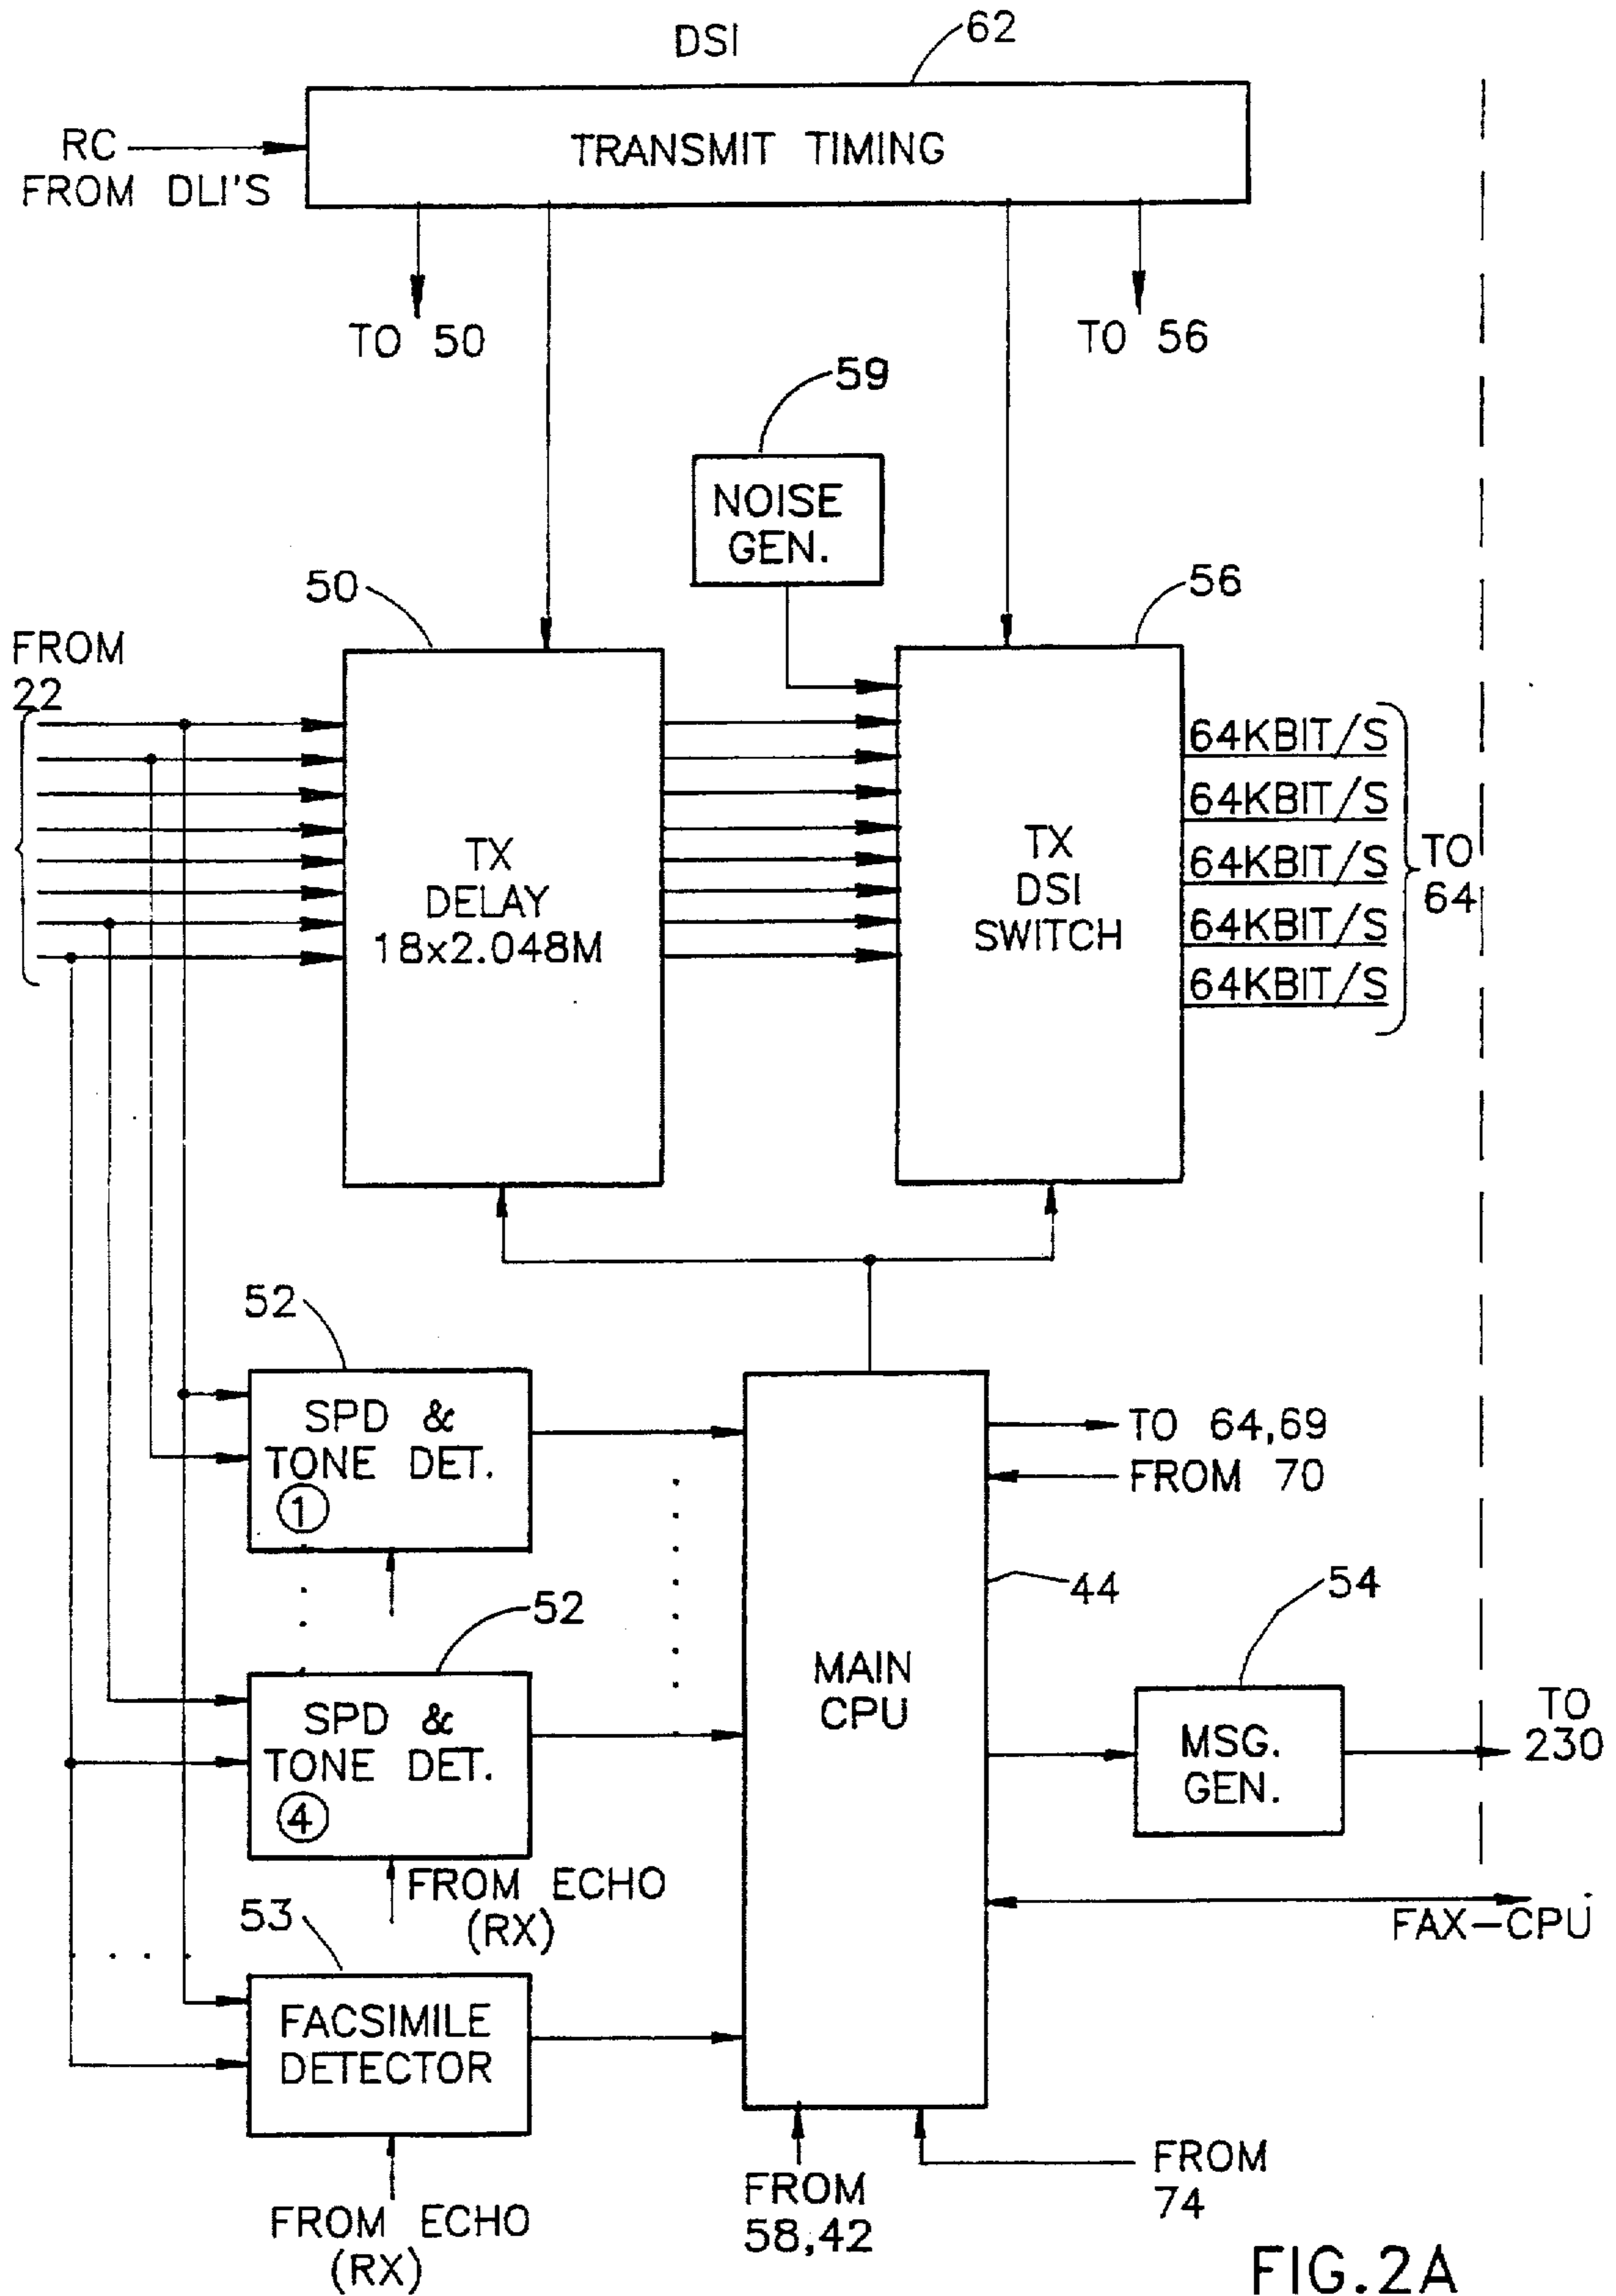 DSI
62
RC
FROM DLI'S
TRANSMIT TIMING
TO 50
TO 56
59
NOISE
GEN.
50
56
FROM
22
TX
DELAY
18x2.048M
TX
DSI
SWITCH
64KBIT/S
64KBIT/S
64KBIT/S
64KBIT/S
64KBIT/S
TO
64
52
SPD &
TONE DET.
1
TO 64,69
FROM 70
44
54
52
SPD &
TONE DET.
4
MAIN
CPU
MSG.
GEN.
TO
230
FROM ECHO
(RX)
FAX-CPU
53
FACSIMILE
DETECTOR
FROM ECHO
(RX)
FROM
58,42
FROM
74
FIG.2A